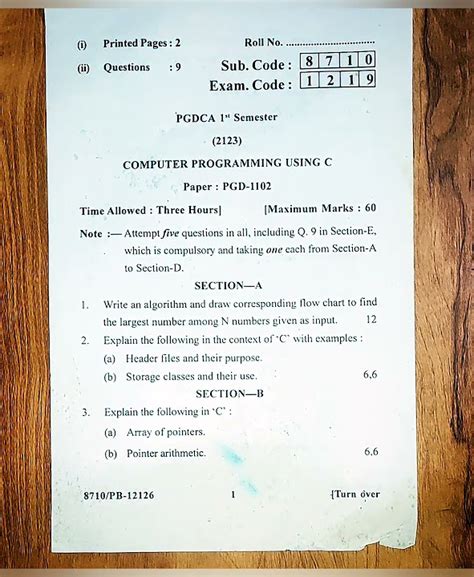 (i) Printed Pages : 2 Roll No. ..............................
(ii) Questions : 9 Sub. Code : 8 7 1 0
Exam. Code : 1 2 1 9
PGDCA 1st Semester
(2123)
COMPUTER PROGRAMMING USING C
Paper : PGD-1102
Time Allowed : Three Hours] [Maximum Marks : 60
Note :— Attempt five questions in all, including Q. 9 in Section-E,
which is compulsory and taking one each from Section-A
to Section-D.
SECTION—A
1. Write an algorithm and draw corresponding flow chart to find
the largest number among N numbers given as input. 12
2. Explain the following in the context of 'C' with examples :
(a) Header files and their purpose.
(b) Storage classes and their use. 6,6
SECTION—B
3. Explain the following in 'C' :
(a) Array of pointers.
(b) Pointer arithmetic. 6,6
8710/PB-12126 1 [Turn over